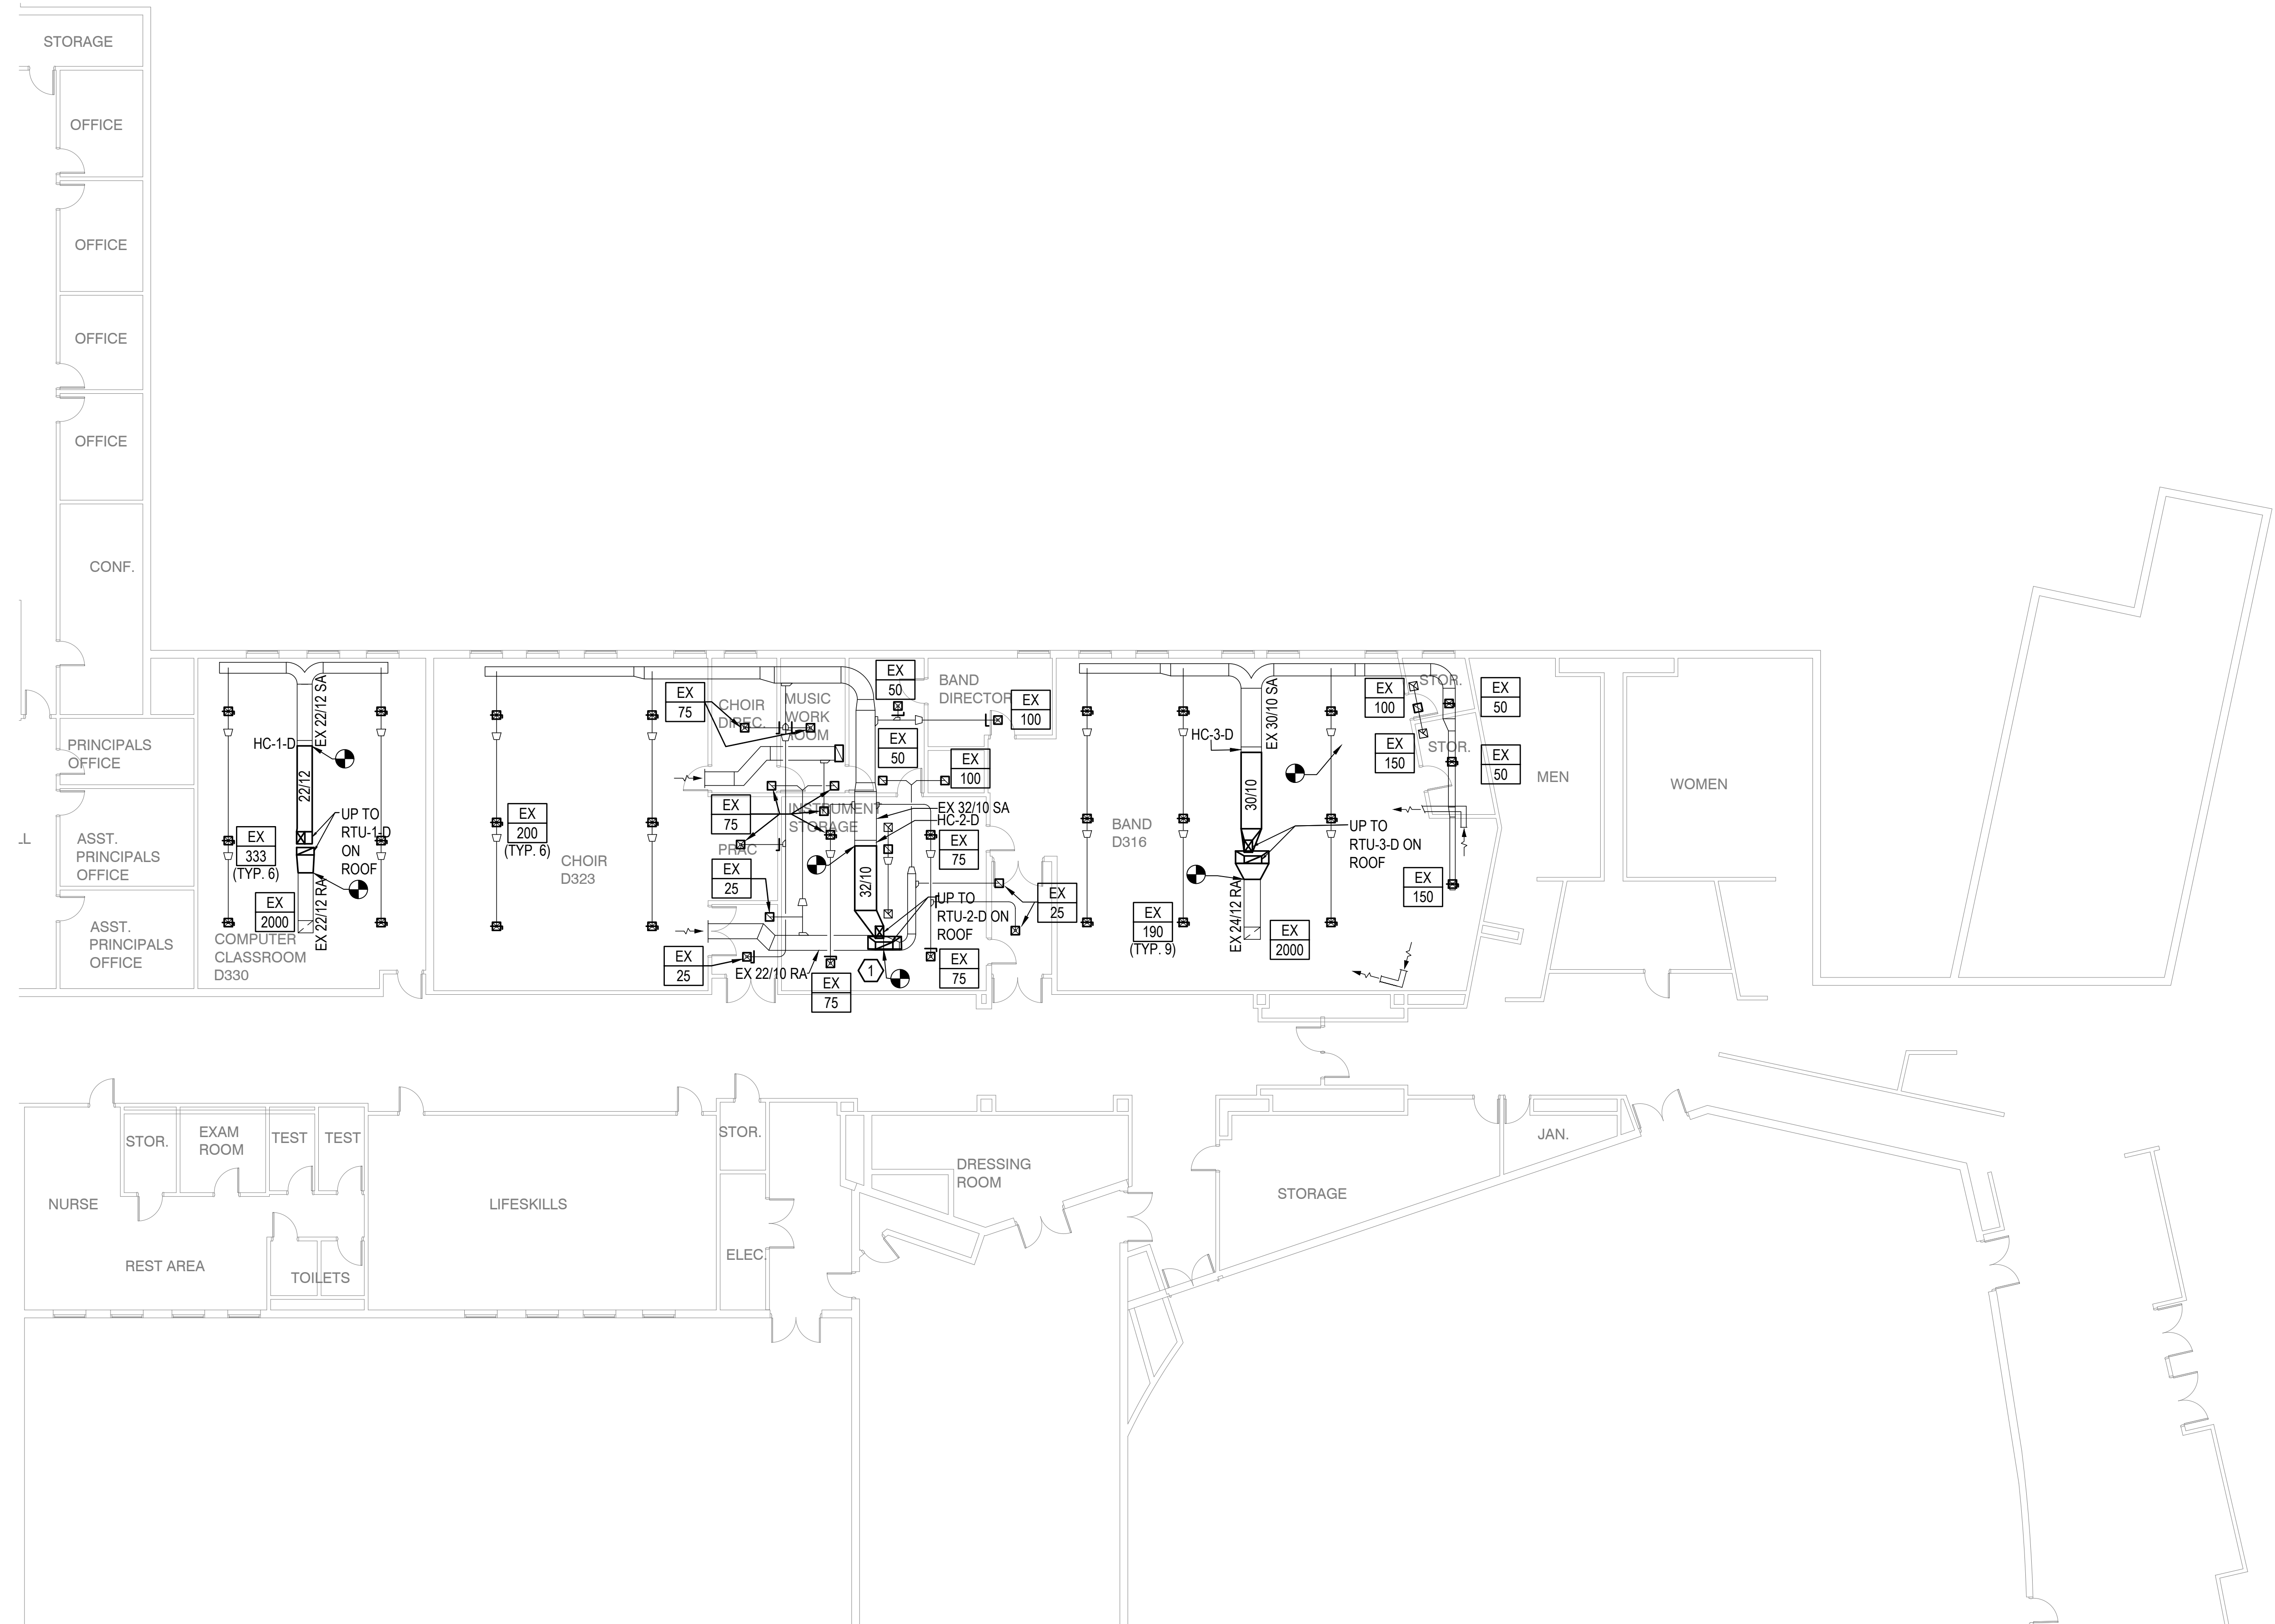 STORAGE
OFFICE
OFFICE
OFFICE
OFFICE
CONF.
PRINCIPALS
OFFICE
ASST.
PRINCIPALS
OFFICE
ASST.
PRINCIPALS
OFFICE
LL
EX 22/12 SA
HC-1-D
22/12
UP TO
RTU-1-D
ON
ROOF
EX
333
(TYP. 6)
EX
2000
EX 22/12 RA
COMPUTER
CLASSROOM
D330
EX
200
(TYP. 6)
CHOIR
D323
EX
75
CHOIR
DIREC.
MUSIC
WORK
ROOM
EX
50
BAND
DIRECTOR
EX
100
EX
50
EX
100
EX
75
INSTRUMENT
STORAGE
EX 32/10 SA
HC-2-D
PRAC
EX
75
EX
25
32/10
UP TO
RTU-2-D ON
ROOF
EX
25
EX
25
EX 22/10 RA
EX
75
1
EX
75
HC-3-D
EX 30/10 SA
30/10
BAND
D316
UP TO
RTU-3-D ON
ROOF
EX
190
(TYP. 9)
EX 24/12 RA
EX
2000
EX
100
STOR.
EX
50
EX
150
STOR.
EX
50
EX
150
MEN
WOMEN
NURSE
STOR.
EXAM
ROOM
TEST
TEST
REST AREA
TOILETS
LIFESKILLS
STOR.
ELEC.
DRESSING
ROOM
STORAGE
JAN.